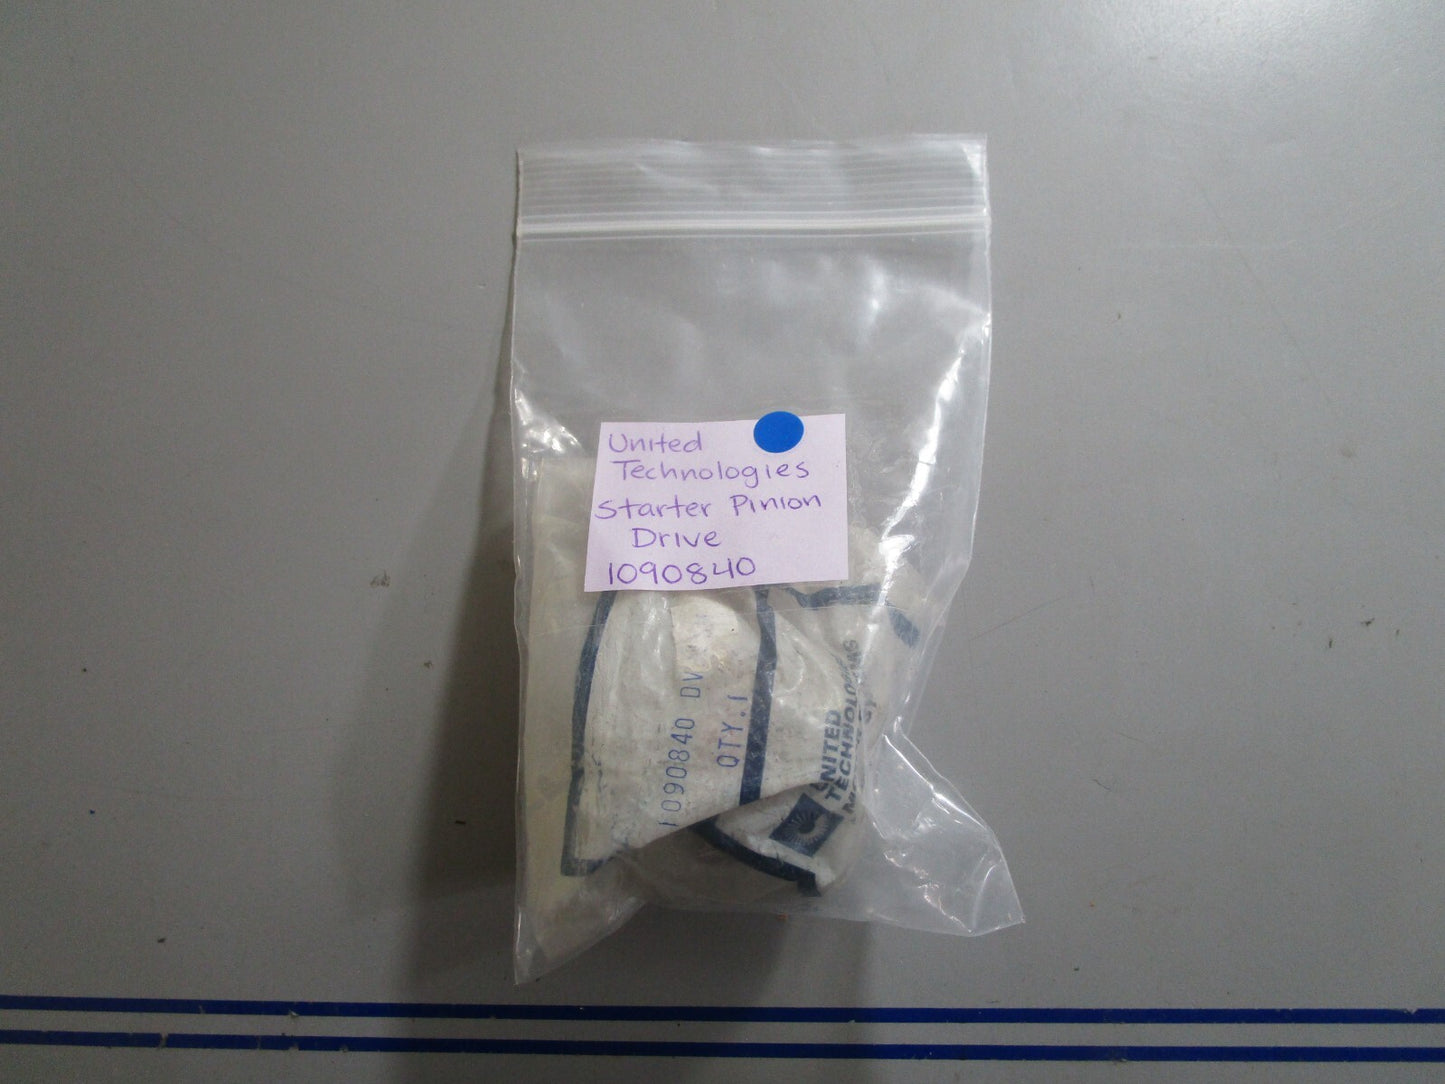 United
Technologies
Starter Pinion
Drive
1090840
1090840 DV
QTY.1
UNITED
TECHNOLOGIES